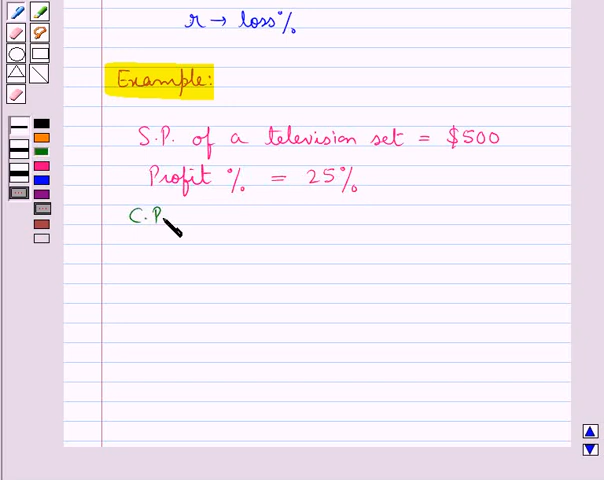 r → loss%
Example:
S.P. of a television set = $500
Profit % = 25%
C.P.